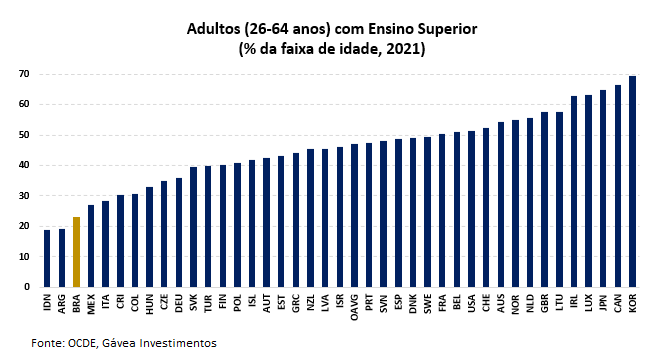 Adultos (26-64 anos) com Ensino Superior
(% da faixa de idade, 2021)
70
60
50
40
30
20
10
0
IDN ARG BRA MEX ITA CRI COL HUN CZE DEU SVK TUR FIN POL ISL AUT EST GRC NZL LVA ISR OAVG PRT SVN ESP DNK SWE FRA BEL USA CHE AUS NOR NLD GBR LTU IRL LUX JPN CAN KOR
Fonte: OCDE, Gávea Investimentos